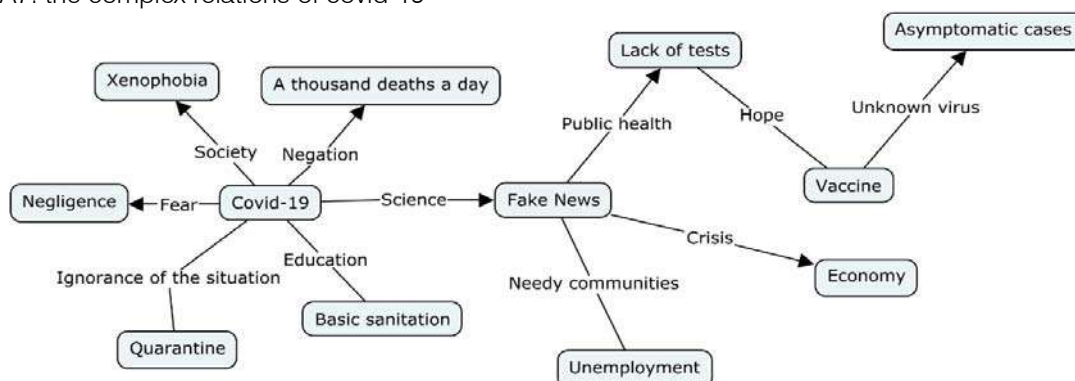 A7: the complex relations of covid-19
Asymptomatic cases
Lack of tests
Xenophobia
A thousand deaths a day
Unknown virus
Hope
Public health
Society
Negation
Vaccine
Negligence
Fear
Covid-19
Science
Fake News
Crisis
Education
Ignorance of the situation
Economy
Needy communities
Basic sanitation
Quarantine
Unemployment